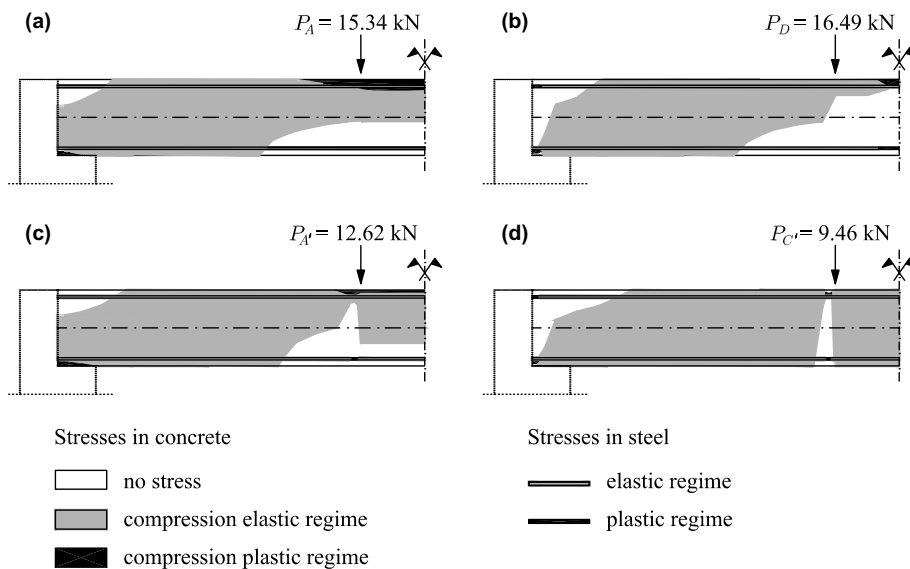 (a)
P_A = 15.34 kN
(b)
P_D = 16.49 kN
(c)
P_A' = 12.62 kN
(d)
P_C' = 9.46 kN
Stresses in concrete
no stress
compression elastic regime
compression plastic regime
Stresses in steel
elastic regime
plastic regime